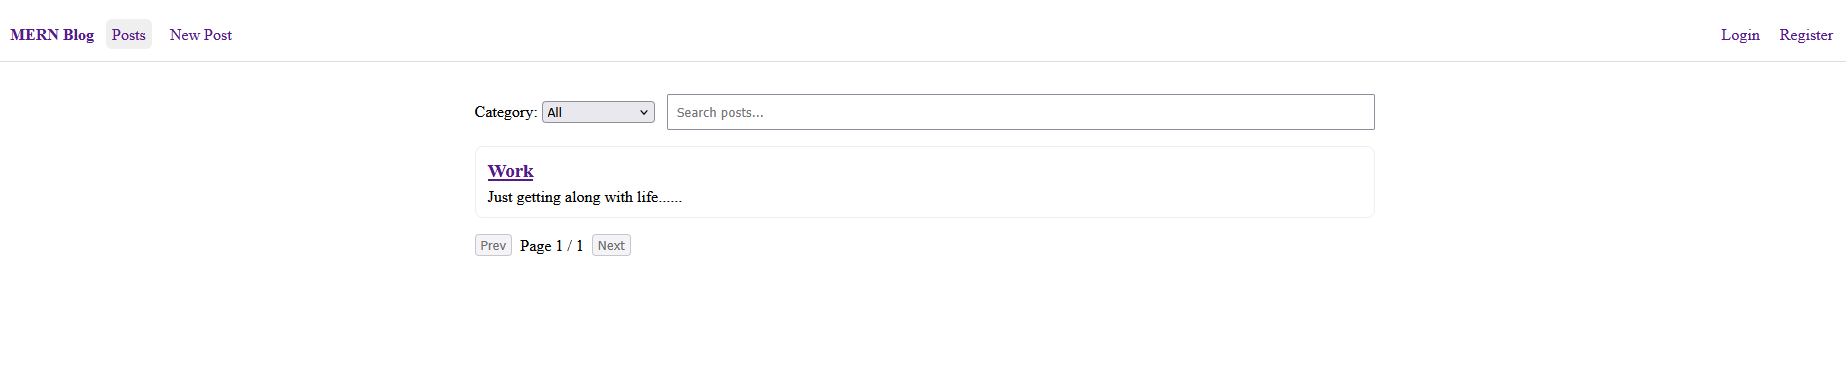 MERN Blog Posts New Post Login Register
Category: All Search posts...
Work
Just getting along with life......
Prev Page 1 / 1 Next